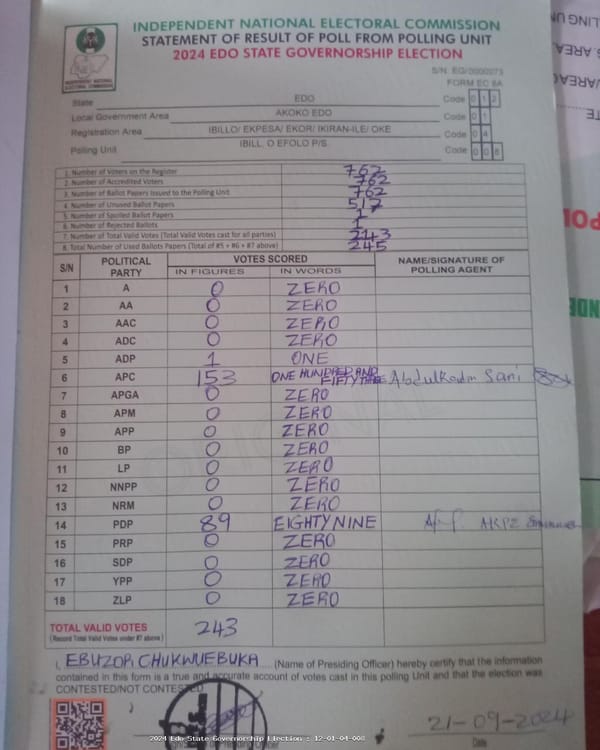 INDEPENDENT NATIONAL ELECTORAL COMMISSION
STATEMENT OF RESULT OF POLL FROM POLLING UNIT
2024 EDO STATE GOVERNORSHIP ELECTION
S/N. EG/0000073
FORM EC 8A
INDEPENDENT NATIONAL ELECTORAL COMMISSION
State EDO Code 0 1 2
Local Government Area AKOKO EDO Code 0 1
Registration Area IBILLO/ EKPESA/ EKOR/ IKIRAN-ILE/ OKE Code 0 4
Polling Unit IBILL, O EFOLO P/S Code 0 0 8
1. Number of Voters on the Register 762
2. Number of Accredited Voters 762
3. Number of Ballot Papers Issued to the Polling Unit 762
4. Number of Unused Ballot Papers 517
5. Number of Spoiled Ballot Papers 1
6. Number of Rejected Ballots 1
7. Number of Total Valid Votes (Total Valid Votes cast for all parties) 243
8. Total Number of Used Ballots Papers (Total of #5 + #6 + #7 above) 245
S/N POLITICAL PARTY VOTES SCORED NAME/SIGNATURE OF POLLING AGENT
IN FIGURES IN WORDS
1 A 0 ZERO
2 AA 0 ZERO
3 AAC 0 ZERO
4 ADC 0 ZERO
5 ADP 1 ONE
6 APC 153 ONE HUNDRED AND FIFTY THREE Sani
7 APGA 0 ZERO
8 APM 0 ZERO
9 APP 0 ZERO
10 BP 0 ZERO
11 LP 0 ZERO
12 NNPP 0 ZERO
13 NRM 0 ZERO
14 PDP 89 EIGHTY NINE
15 PRP 0 ZERO
16 SDP 0 ZERO
17 YPP 0 ZERO
18 ZLP 0 ZERO
TOTAL VALID VOTES 243
(Record Total Valid Votes under #7 above)
I, EBUZOR CHUKWUEBUKA (Name of Presiding Officer) hereby certify that the information
contained in this form is a true and accurate account of votes cast in this polling Unit and that the election was
CONTESTED/NOT CONTESTED
21-09-2024
Date
2024 Edo State Governorship Election : 12-01-04-008